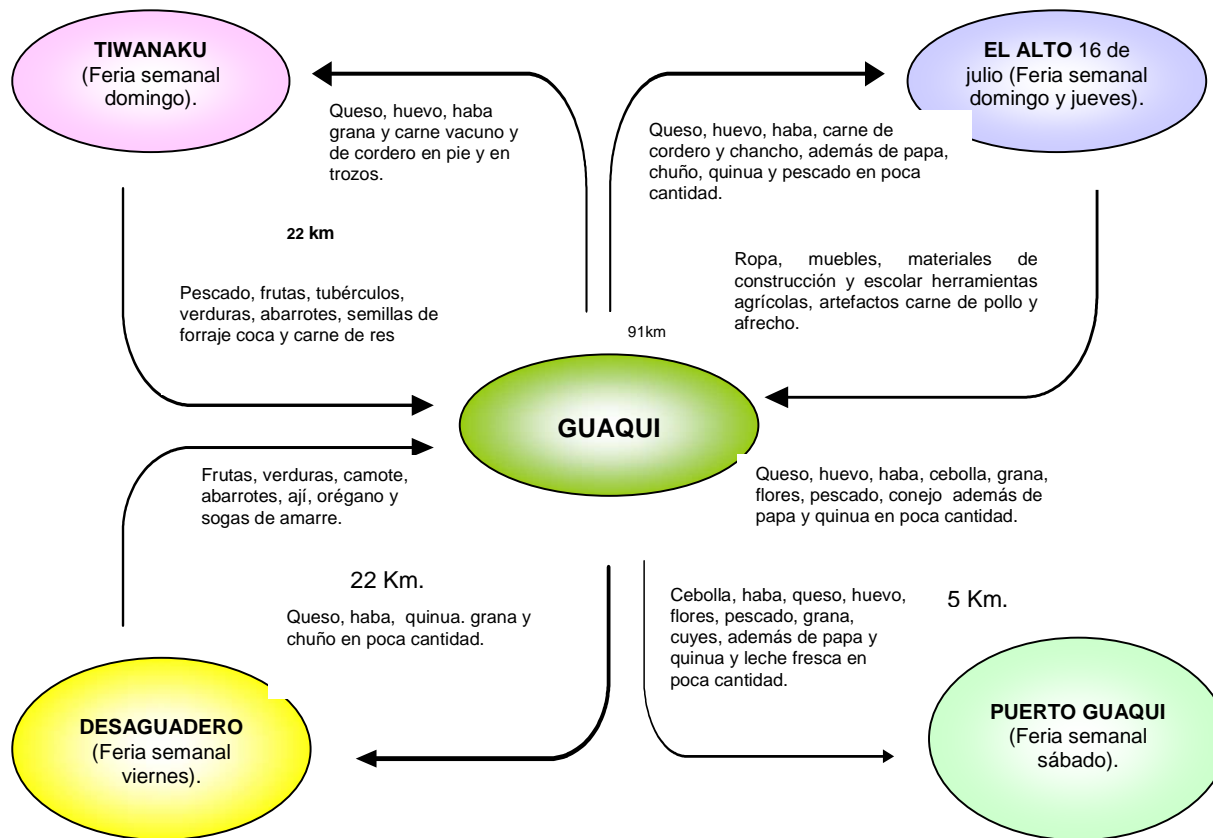 TIWANAKU
(Feria semanal
domingo).
EL ALTO 16 de
julio (Feria semanal
domingo y jueves).
Queso, huevo, haba
grana y carne vacuno y
de cordero en pie y en
trozos.
Queso, huevo, haba, carne de
cordero y chancho, además de papa,
chuño, quinua y pescado en poca
cantidad.
22 km
Ropa, muebles, materiales de
construcción y escolar herramientas
agrícolas, artefactos carne de pollo y
afrecho.
Pescado, frutas, tubérculos,
verduras, abarrotes, semillas de
forraje coca y carne de res
91km
GUAQUI
Frutas, verduras, camote,
abarrotes, ají, orégano y
sogas de amarre.
Queso, huevo, haba, cebolla, grana,
flores, pescado, conejo además de
papa y quinua en poca cantidad.
22 Km.
Queso, haba, quinua. grana y
chuño en poca cantidad.
Cebolla, haba, queso, huevo,
flores, pescado, grana,
cuyes, además de papa y
quinua y leche fresca en
poca cantidad.
5 Km.
DESAGUADERO
(Feria semanal
viernes).
PUERTO GUAQUI
(Feria semanal
sábado).